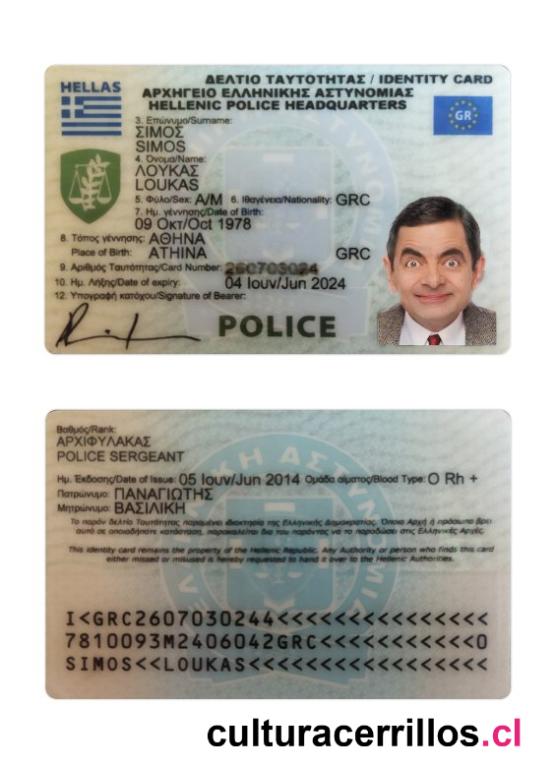 ΔΕΛΤΙΟ ΤΑΥΤΟΤΗΤΑΣ / IDENTITY CARD
HELLAS
ΑΡΧΗΓΕΙΟ ΕΛΛΗΝΙΚΗΣ ΑΣΤΥΝΟΜΙΑΣ
HELLENIC POLICE HEADQUARTERS
GR
3. Επώνυμο/Surname:
ΣΙΜΟΣ
SIMOS
4. Όνομα/Name:
ΛΟΥΚΑΣ
LOUKAS
5. Φύλο/Sex: Α/Μ 6. Ιθαγένεια/Nationality: GRC
7. Ημ. γέννησης/Date of Birth:
09 Οκτ/Oct 1978
8. Τόπος γέννησης: ΑΘΗΝΑ
Place of Birth: ATHINA GRC
9. Αριθμός Ταυτότητας/Card Number: 260703024
10. Ημ. Λήξης/Date of expiry: 04 Ιουν/Jun 2024
12. Υπογραφή κατόχου/Signature of Bearer:
POLICE
Βαθμός/Rank:
ΑΡΧΙΦΥΛΑΚΑΣ
POLICE SERGEANT
Ημ. Έκδοσης/Date of Issue: 05 Ιουν/Jun 2014 Ομάδα αίματος/Blood Type: O Rh +
Πατρώνυμο: ΠΑΝΑΓΙΩΤΗΣ
Μητρώνυμο: ΒΑΣΙΛΙΚΗ
Το παρόν δελτίο Ταυτότητας παραμένει ιδιοκτησία της Ελληνικής Δημοκρατίας. Όποια Αρχή ή πρόσωπο βρει
αυτό σε οποιαδήποτε κατάσταση, παρακαλείται δια του παρόντος να το παραδώσει στις Ελληνικές Αρχές.
This identity card remains the property of the Hellenic Republic. Any Authority or person who finds this card
either missed or misused is hereby requested to hand it over to the Hellenic Authorities.
I<GRC2607030244<<<<<<<<<<<<<<<
7810093M2406042GRC<<<<<<<<<<<0
SIMOS<<LOUKAS<<<<<<<<<<<<<<<<<
culturacerrillos.cl